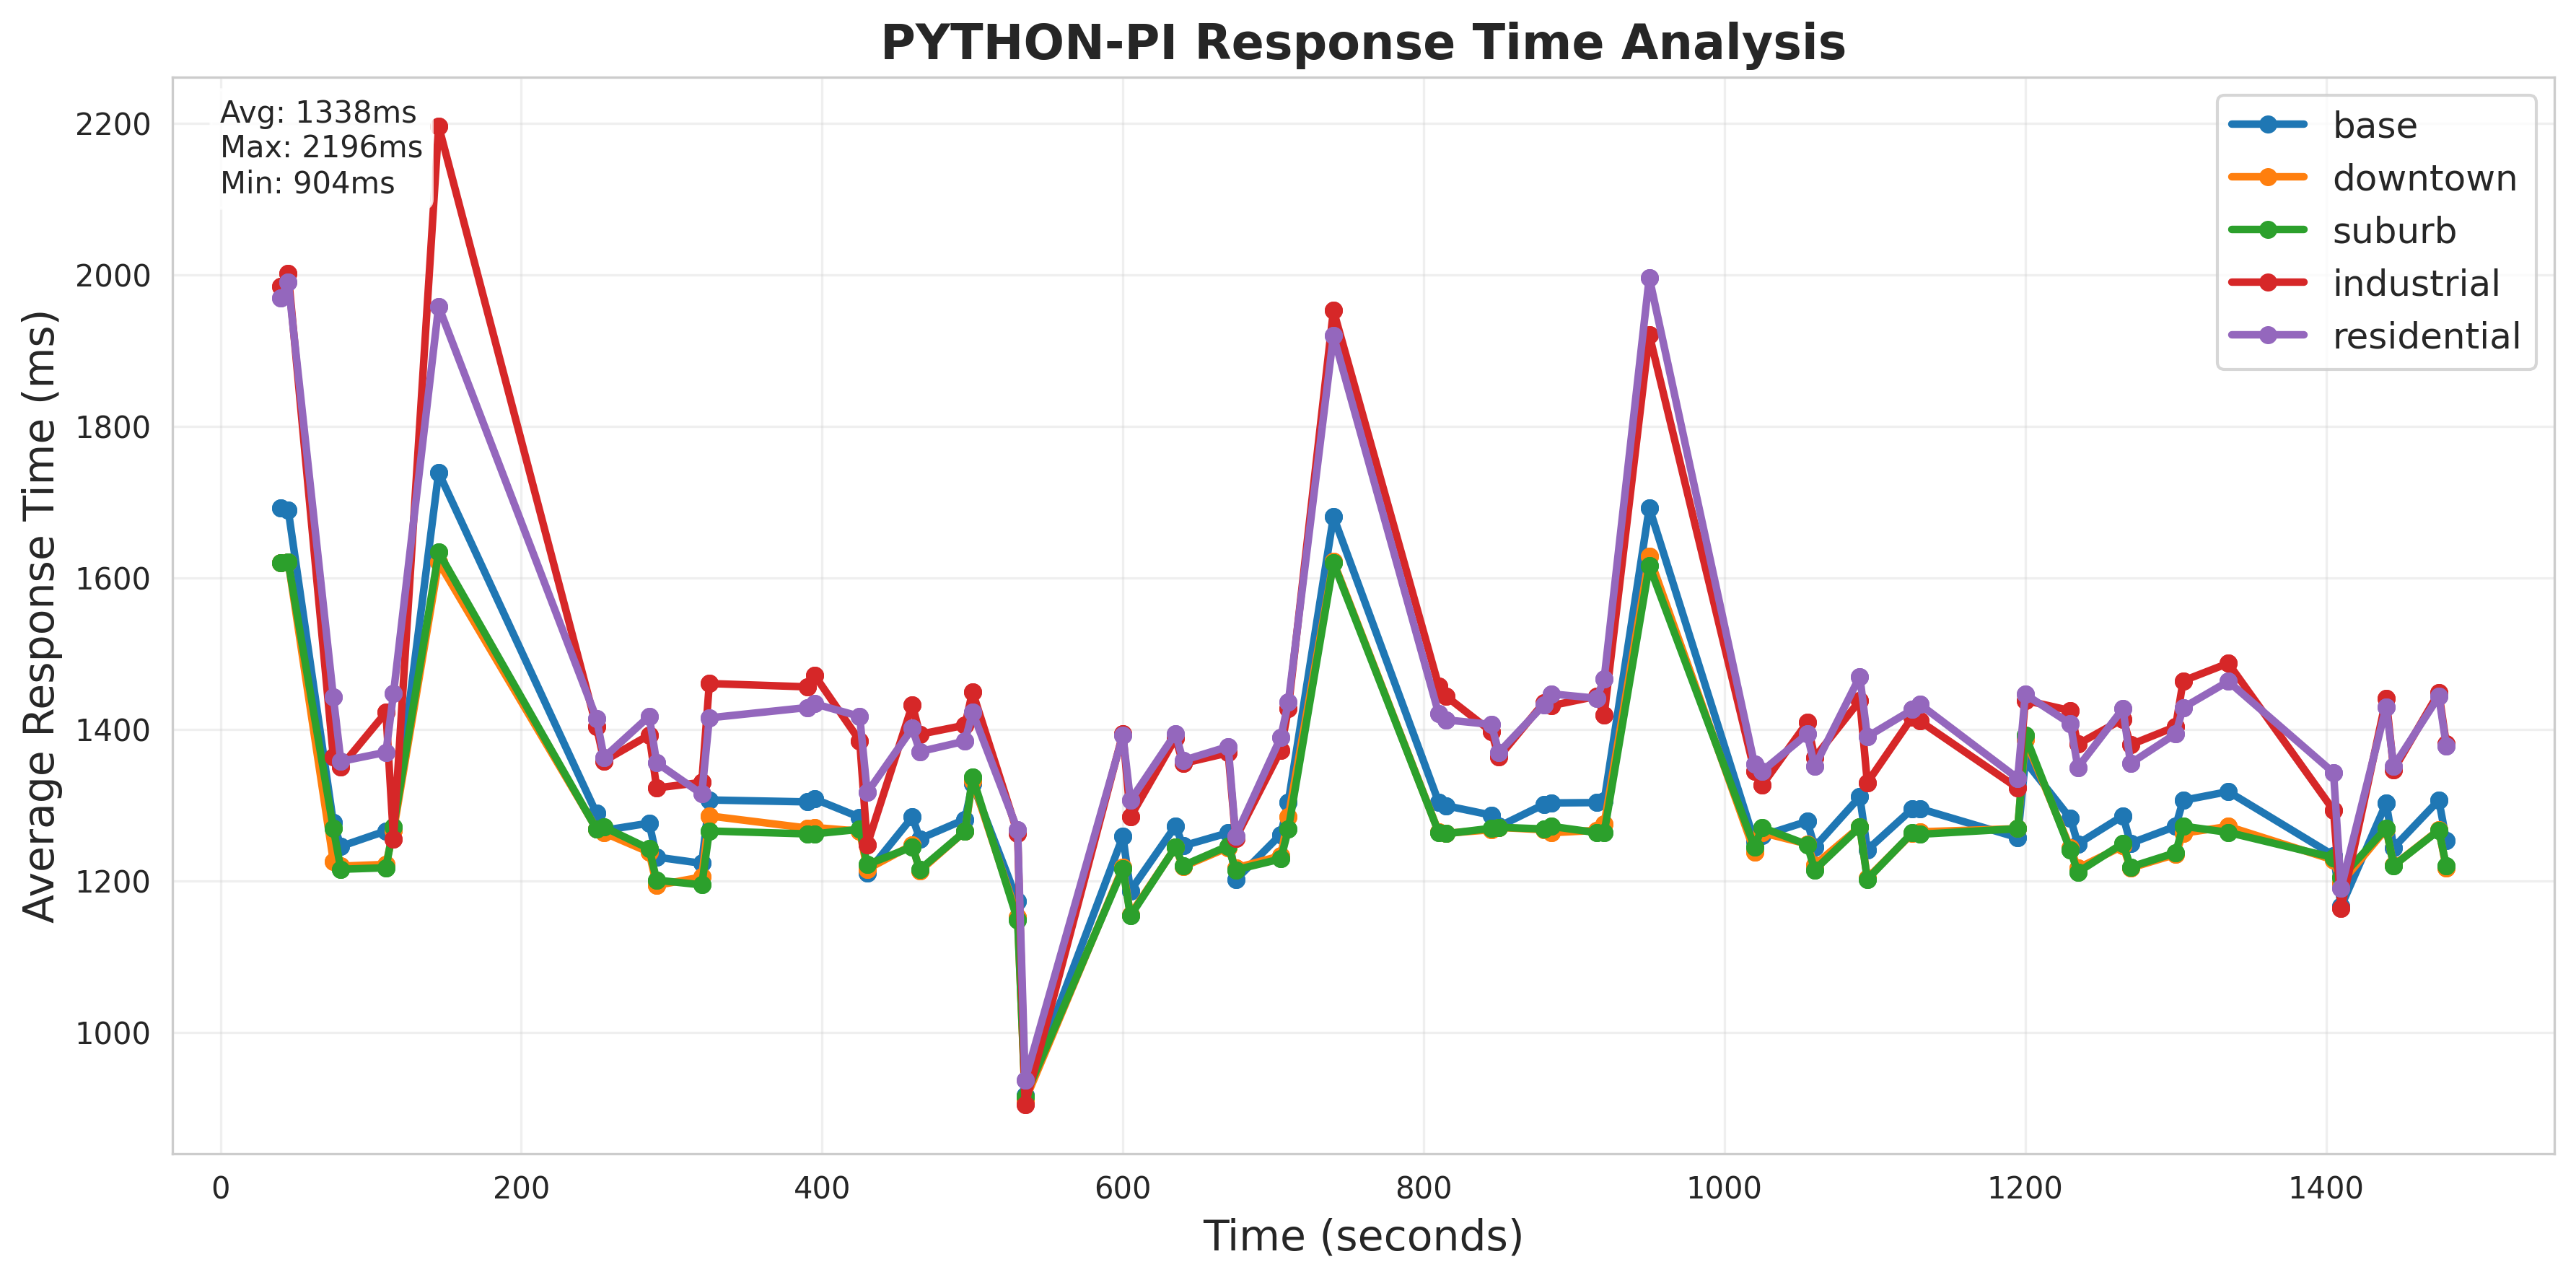 PYTHON-PI Response Time Analysis
Avg: 1338ms
Max: 2196ms
Min: 904ms
base
downtown
suburb
industrial
residential
Average Response Time (ms)
2200
2000
1800
1600
1400
1200
1000
0 200 400 600 800 1000 1200 1400
Time (seconds)